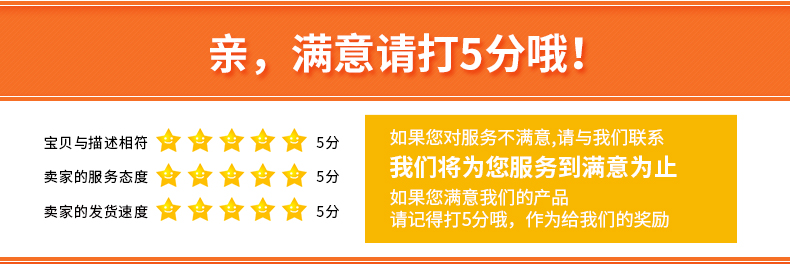 亲，满意请打5分哦！
宝贝与描述相符 5分
卖家的服务态度 5分
卖家的发货速度 5分
如果您对服务不满意,请与我们联系
我们将为您服务到满意为止
如果您满意我们的产品
请记得打5分哦，作为给我们的奖励